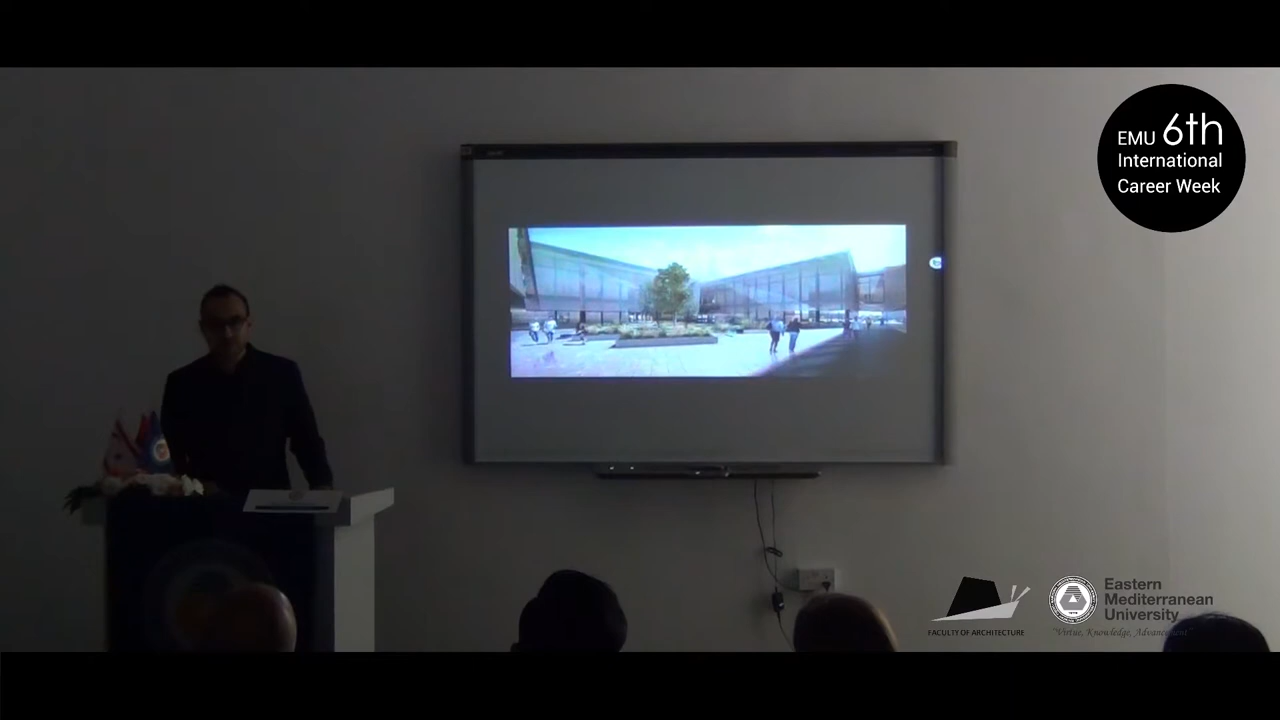 EMU 6th
International
Career Week
FACULTY OF ARCHITECTURE
Eastern
Mediterranean
University
"Virtue, Knowledge, Advancement"